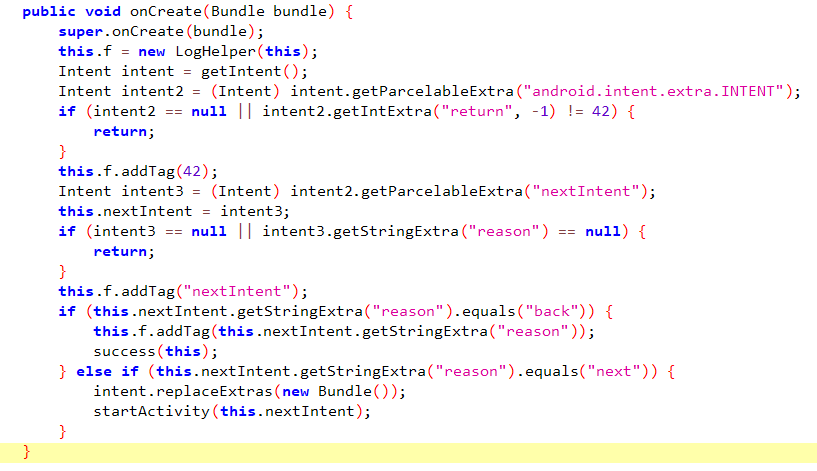 public void onCreate(Bundle bundle) {
    super.onCreate(bundle);
    this.f = new LogHelper(this);
    Intent intent = getIntent();
    Intent intent2 = (Intent) intent.getParcelableExtra("android.intent.extra.INTENT");
    if (intent2 == null || intent2.getIntExtra("return", -1) != 42) {
        return;
    }
    this.f.addTag(42);
    Intent intent3 = (Intent) intent2.getParcelableExtra("nextIntent");
    this.nextIntent = intent3;
    if (intent3 == null || intent3.getStringExtra("reason") == null) {
        return;
    }
    this.f.addTag("nextIntent");
    if (this.nextIntent.getStringExtra("reason").equals("back")) {
        this.f.addTag(this.nextIntent.getStringExtra("reason"));
        success(this);
    } else if (this.nextIntent.getStringExtra("reason").equals("next")) {
        intent.replaceExtras(new Bundle());
        startActivity(this.nextIntent);
    }
}